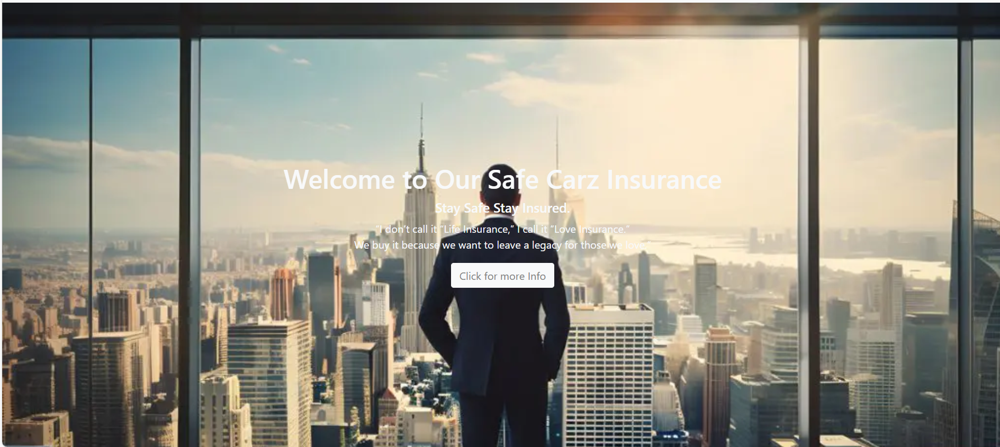 Welcome to Our Safe Carz Insurance
Stay Safe Stay Insured.
“I don’t call it “Life Insurance,” I call it “Love Insurance.”
We buy it because we want to leave a legacy for those we love.”
Click for more Info